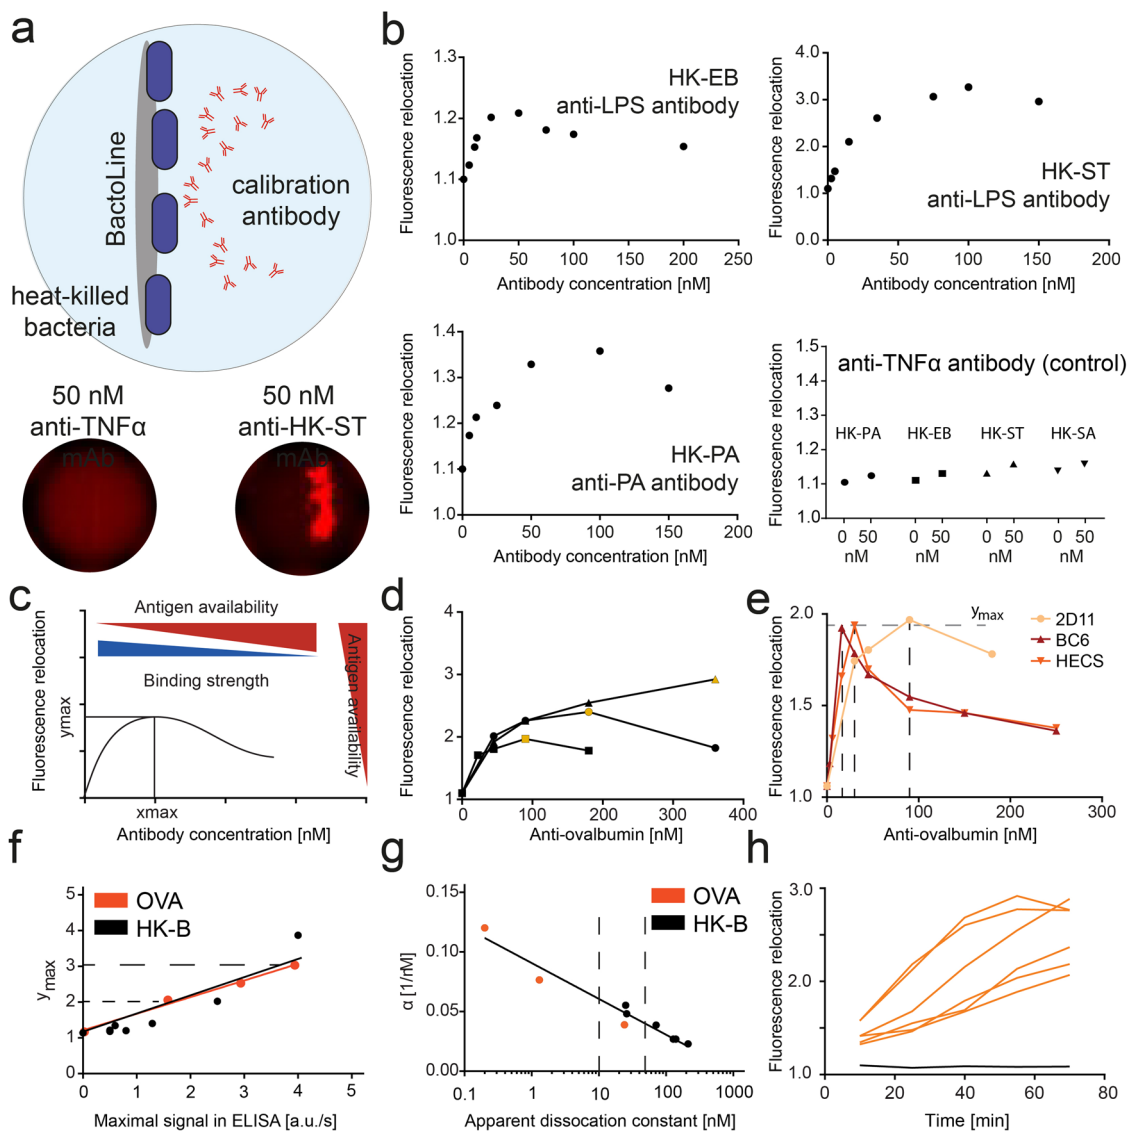 a
BactoLine
calibration
antibody
heat-killed
bacteria
50 nM
anti-TNFα
mAb
50 nM
anti-HK-ST
mAb
b
Fluorescence relocation
1.3
1.2
1.1
1.0
0 50 100 150 200 250
Antibody concentration [nM]
HK-EB
anti-LPS antibody
Fluorescence relocation
4.0
3.0
2.0
1.0
0.0
0 50 100 150 200
Antibody concentration [nM]
HK-ST
anti-LPS antibody
Fluorescence relocation
1.4
1.3
1.2
1.1
1.0
0 50 100 150 200
Antibody concentration [nM]
HK-PA
anti-PA antibody
Fluorescence relocation
1.5
1.4
1.3
1.2
1.1
1.0
anti-TNFα antibody (control)
HK-PA HK-EB HK-ST HK-SA
0 50 0 50 0 50 0 50
nM nM nM nM
c
Fluorescence relocation
ymax
Antigen availability
Binding strength
Antigen availability
xmax
Antibody concentration [nM]
d
Fluorescence relocation
4
3
2
1
0 100 200 300 400
Anti-ovalbumin [nM]
e
Fluorescence relocation
2.0
1.5
1.0
ymax
2D11
BC6
HECS
0 100 200 300
Anti-ovalbumin [nM]
f
ymax
5
4
3
2
1
0
OVA
HK-B
0 1 2 3 4 5
Maximal signal in ELISA [a.u./s]
g
α [1/nM]
0.15
0.10
0.05
0.00
OVA
HK-B
0.1 1 10 100 1000
Apparent dissocation constant [nM]
h
Fluorescence relocation
3.0
2.0
1.0
0 20 40 60 80
Time [min]